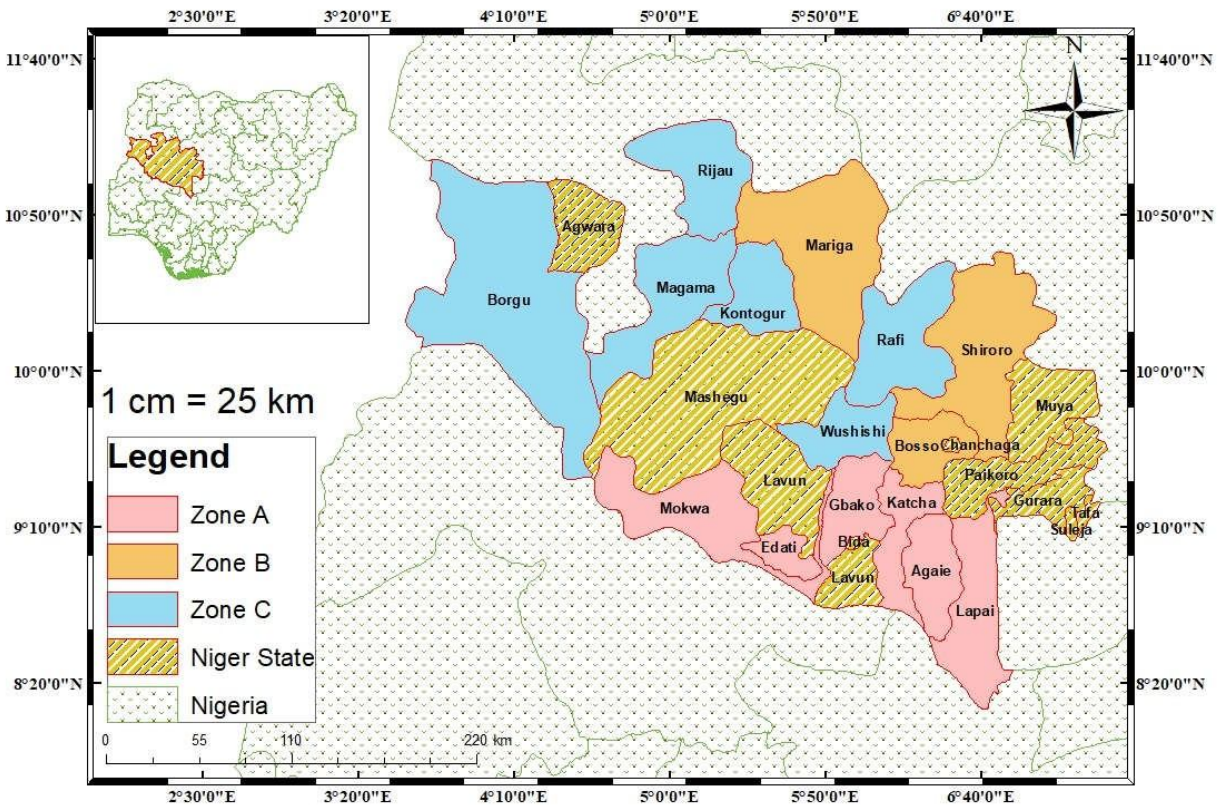 2°30'0"E 3°20'0"E 4°10'0"E 5°0'0"E 5°50'0"E 6°40'0"E
11°40'0"N 11°40'0"N
N
Rijau
10°50'0"N 10°50'0"N
Agwara
Mariga
Magama
Borgu
Kontogur
Rafi
Shiroro
10°0'0"N 10°0'0"N
1 cm = 25 km
Mashegu
Muya
Wushishi
Bosso
Chanchaga
Legend
Paikoro
Lavun
Gbako
Katcha
Gurara
Mokwa
Tafa
Zone A
9°10'0"N 9°10'0"N
Suleja
Bida
Edati
Zone B
Lavun
Agaie
Lapai
Zone C
Niger State
8°20'0"N 8°20'0"N
Nigeria
0 55 110 220 km
2°30'0"E 3°20'0"E 4°10'0"E 5°0'0"E 5°50'0"E 6°40'0"E